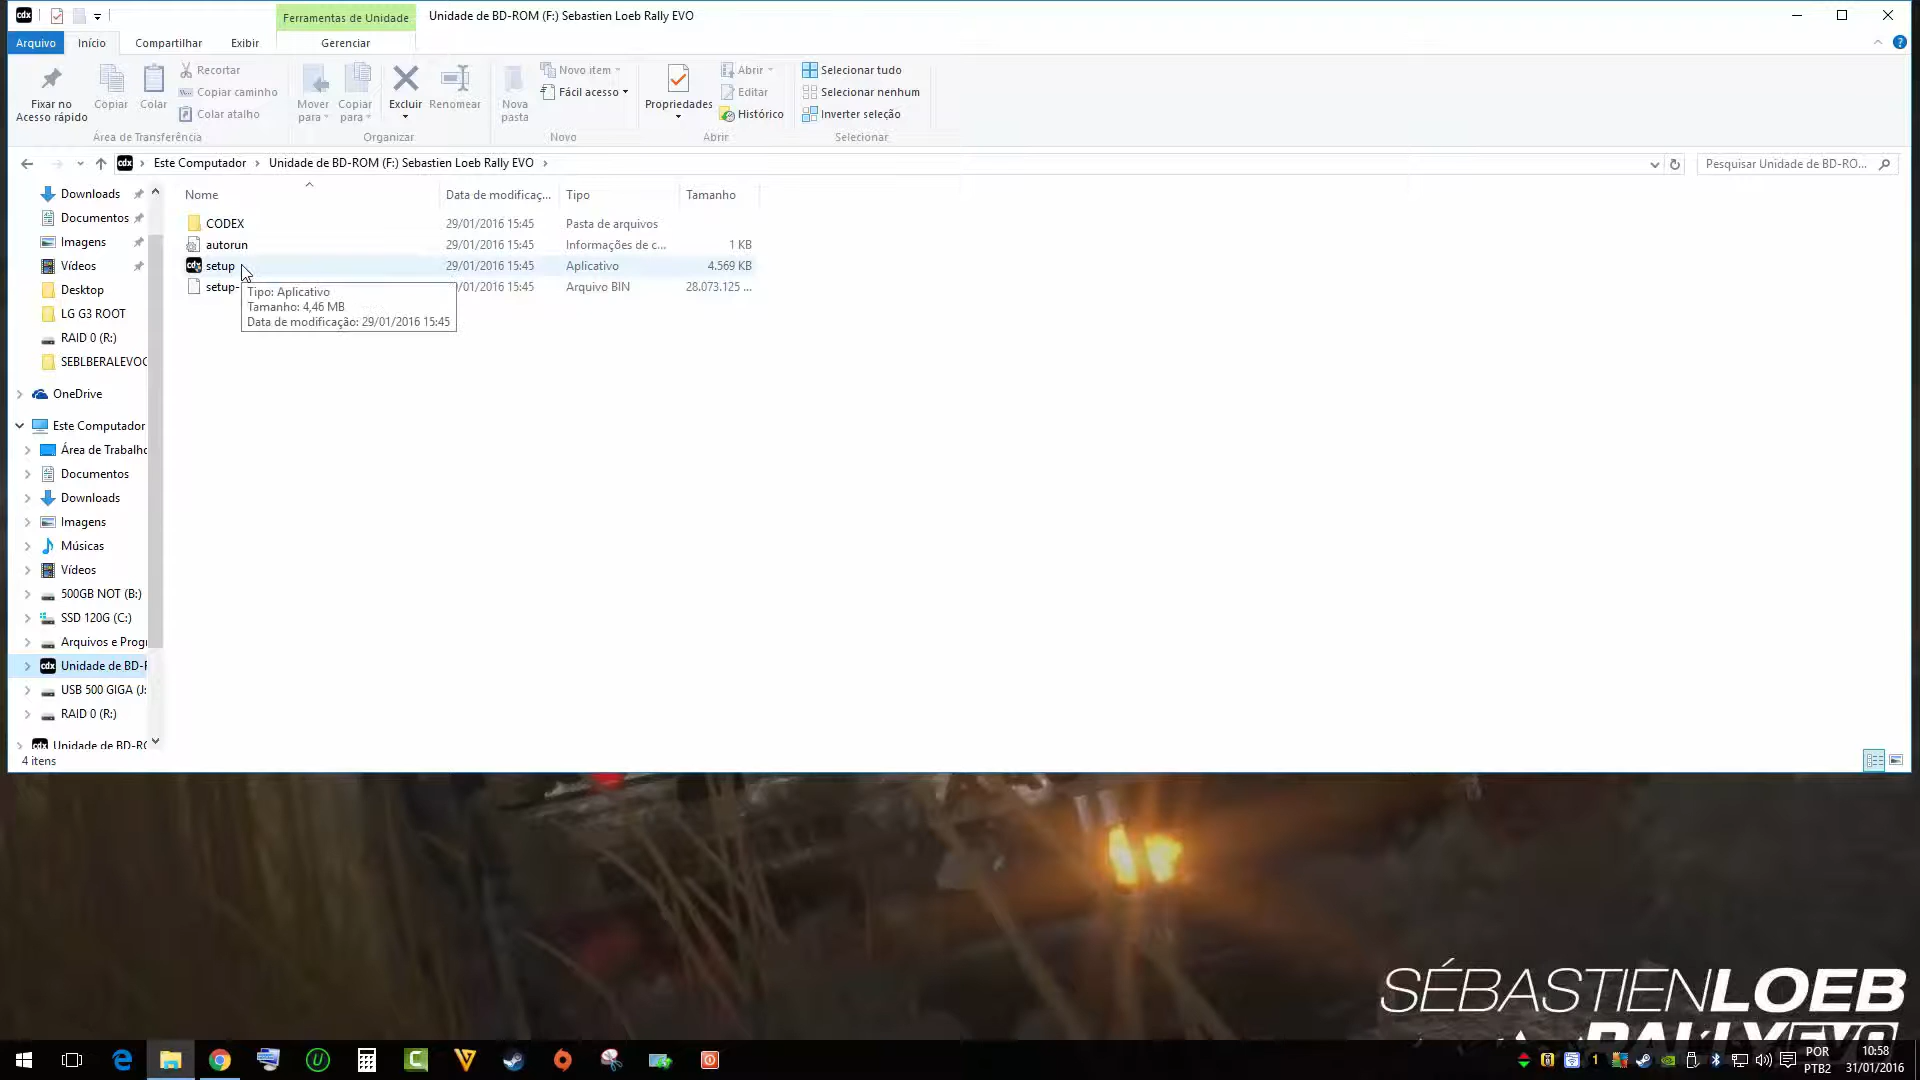 cdx
Ferramentas de Unidade
Unidade de BD-ROM (F:) Sebastien Loeb Rally EVO
Arquivo
Início
Compartilhar
Exibir
Gerenciar
Fixar no
Acesso rápido
Copiar
Colar
Recortar
Copiar caminho
Colar atalho
Área de Transferência
Mover
para
Copiar
para
Excluir
Renomear
Organizar
Nova
pasta
Novo item
Fácil acesso
Novo
Propriedades
Abrir
Editar
Histórico
Abrir
Selecionar tudo
Selecionar nenhum
Inverter seleção
Selecionar
cdx
Este Computador
Unidade de BD-ROM (F:) Sebastien Loeb Rally EVO
Pesquisar Unidade de BD-RO...
Downloads
Documentos
Imagens
Vídeos
Desktop
LG G3 ROOT
RAID 0 (R:)
SEBLBERALEVOC
OneDrive
Este Computador
Área de Trabalho
Documentos
Downloads
Imagens
Músicas
Vídeos
500GB NOT (B:)
SSD 120G (C:)
Arquivos e Progr
cdx Unidade de BD-R
USB 500 GIGA (J:
RAID 0 (R:)
cdx Unidade de BD-RO
Nome Data de modificaç... Tipo Tamanho
CODEX 29/01/2016 15:45 Pasta de arquivos
autorun 29/01/2016 15:45 Informações de c... 1 KB
cdx setup 29/01/2016 15:45 Aplicativo 4.569 KB
setup- /01/2016 15:45 Arquivo BIN 28.073.125 ...
Tipo: Aplicativo
Tamanho: 4,46 MB
Data de modificação: 29/01/2016 15:45
4 itens
SÉBASTIENLOEB
RALLYEVO
1
POR
PTB2
10:58
31/01/2016